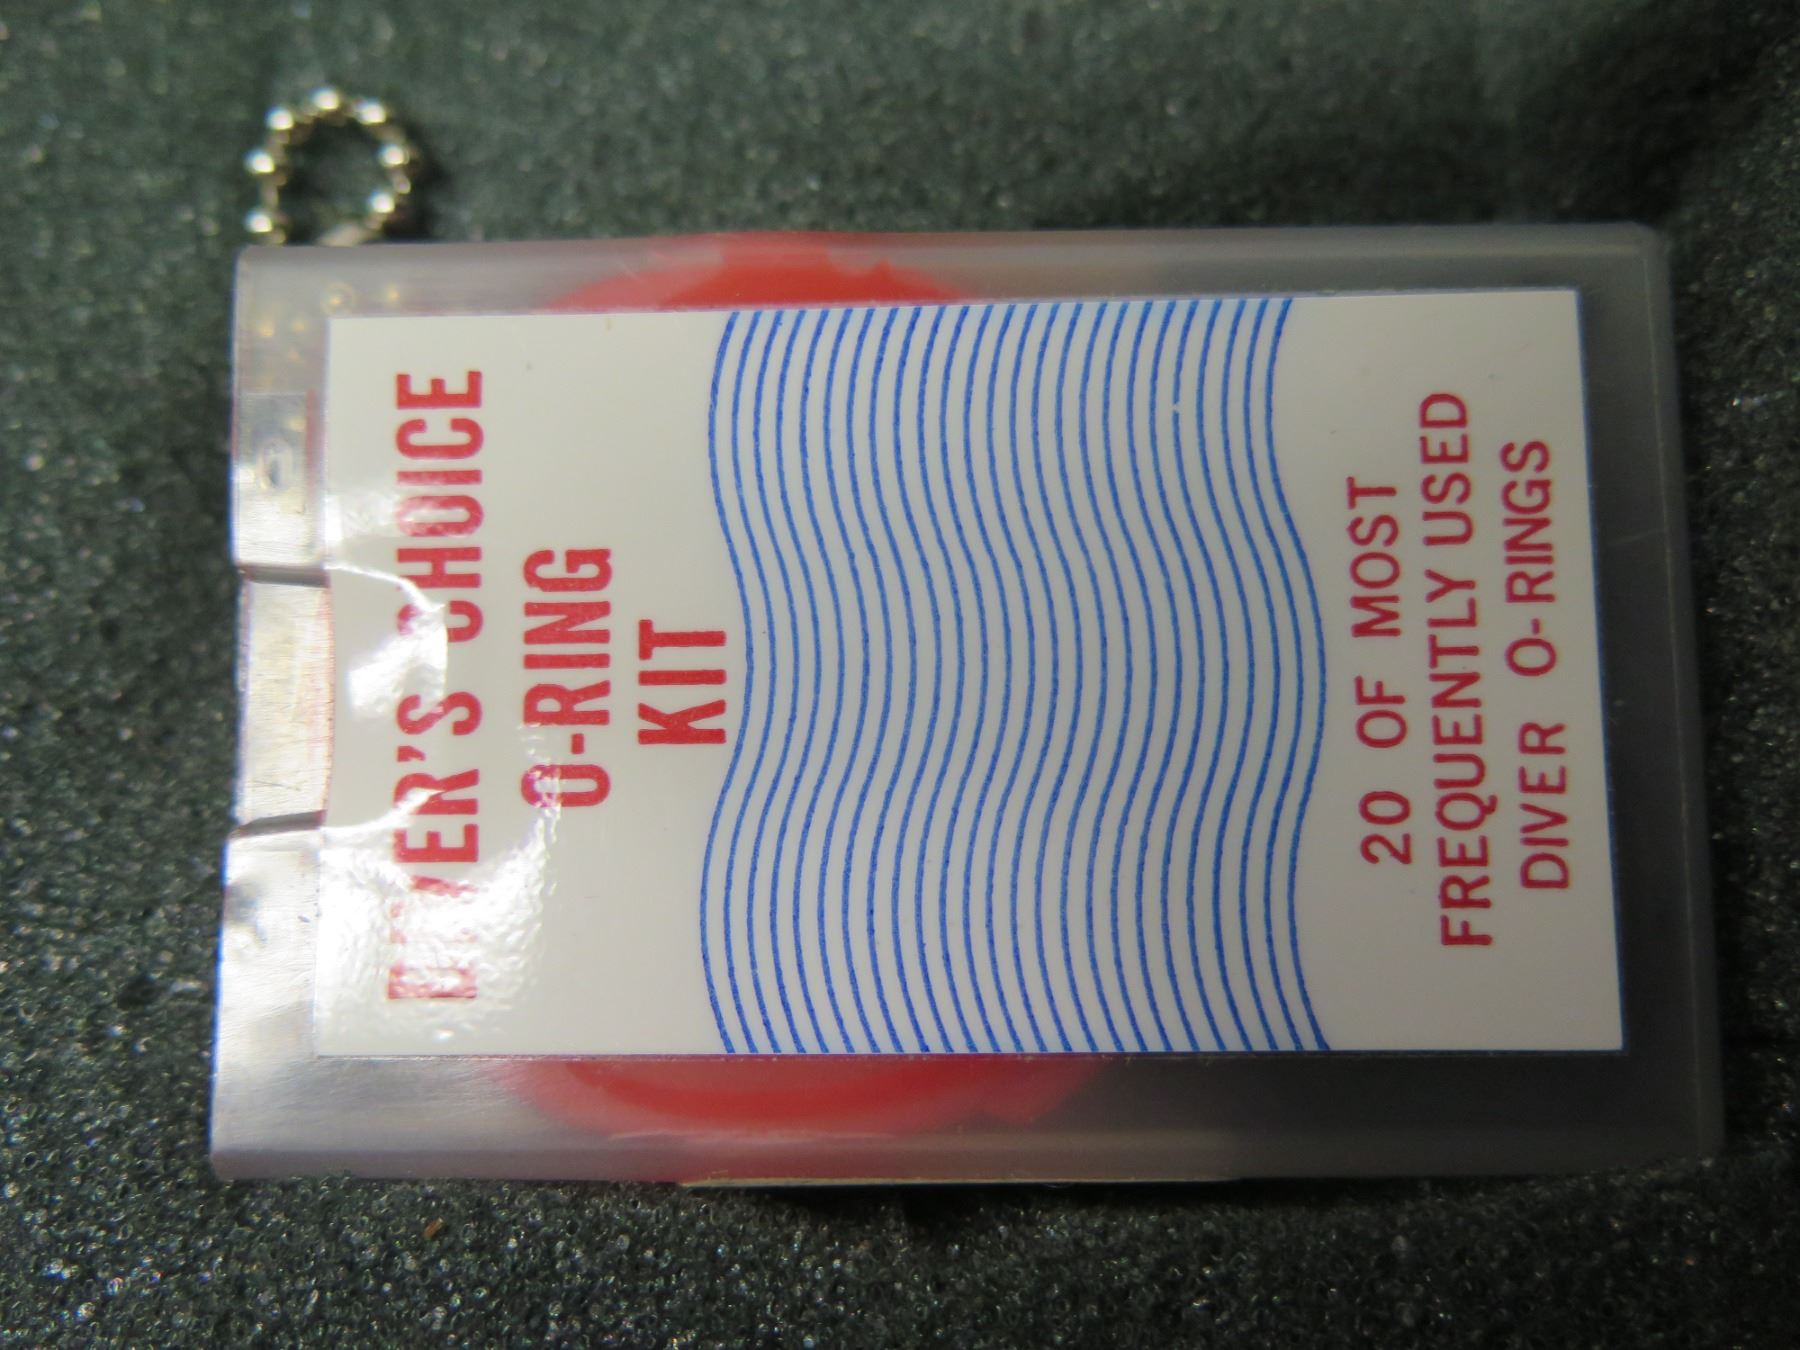 DIVER'S CHOICE
O-RING
KIT
20 OF MOST
FREQUENTLY USED
DIVER O-RINGS